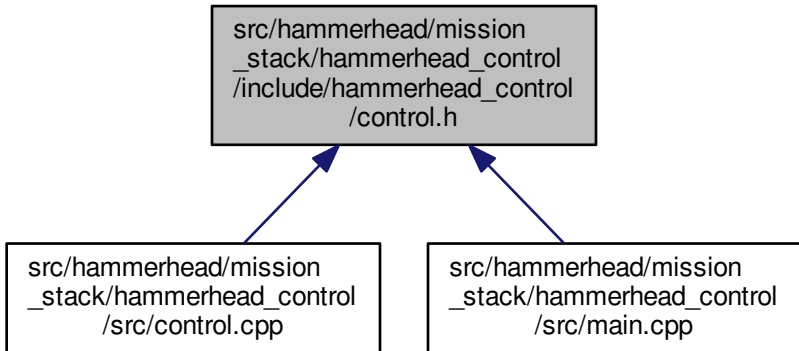 src/hammerhead/mission
_stack/hammerhead_control
/include/hammerhead_control
/control.h
src/hammerhead/mission
_stack/hammerhead_control
/src/control.cpp
src/hammerhead/mission
_stack/hammerhead_control
/src/main.cpp